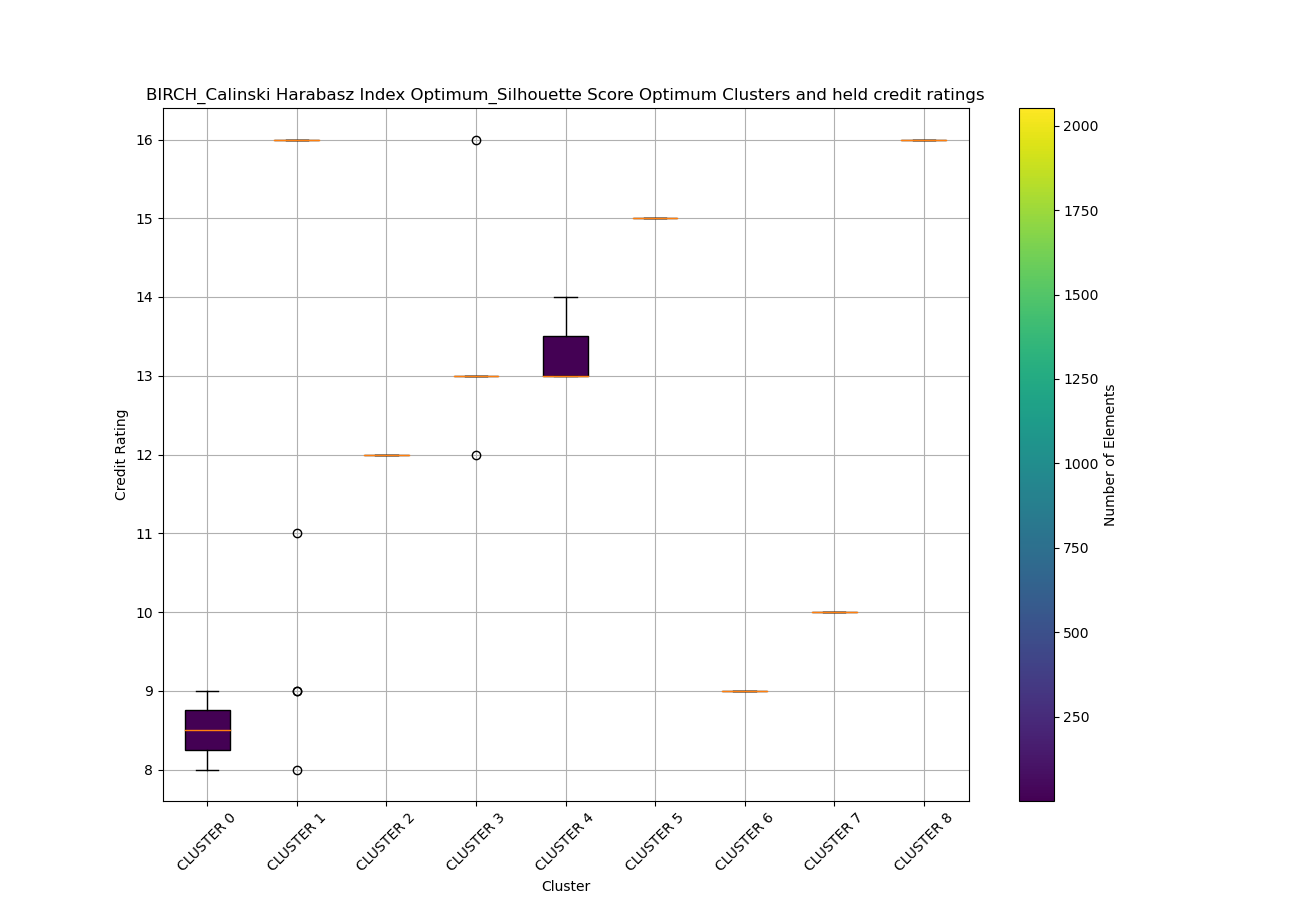 BIRCH_Calinski Harabasz Index Optimum_Silhouette Score Optimum Clusters and held credit ratings
16
15
14
13
12
11
10
9
8
Credit Rating
CLUSTER 0
CLUSTER 1
CLUSTER 2
CLUSTER 3
CLUSTER 4
CLUSTER 5
CLUSTER 6
CLUSTER 7
CLUSTER 8
Cluster
2000
1750
1500
1250
1000
750
500
250
Number of Elements